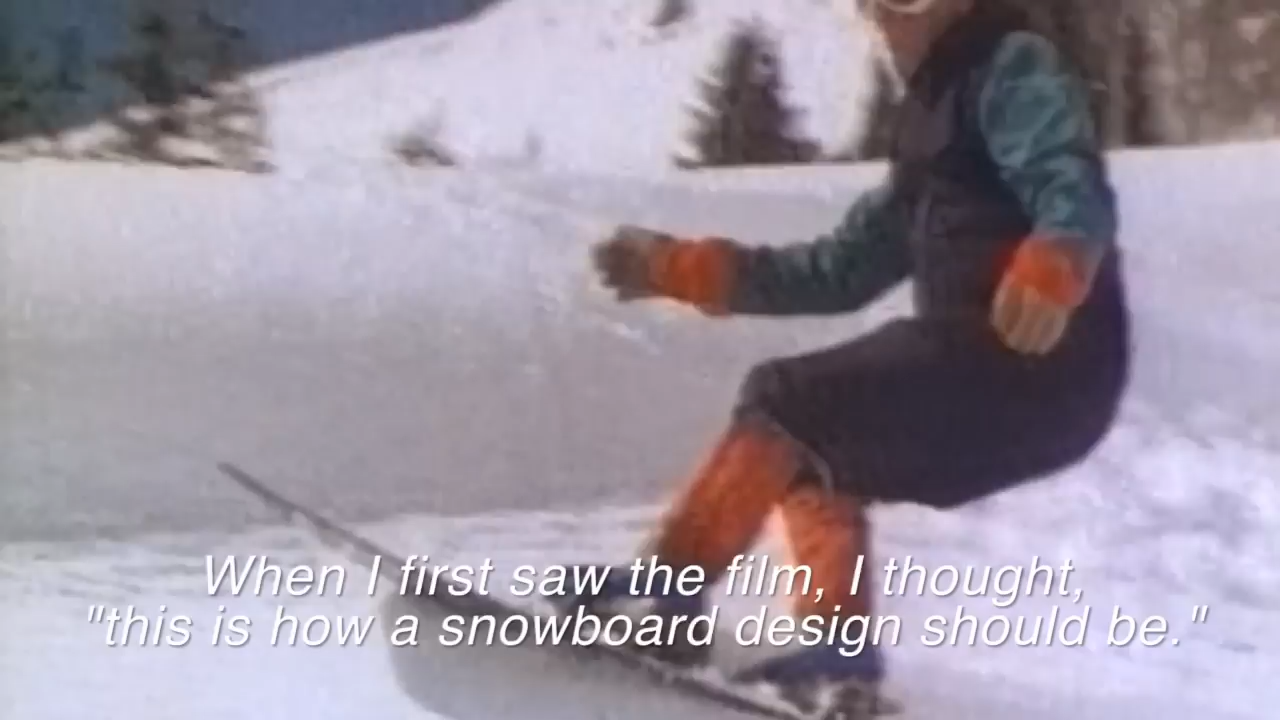 When I first saw the film, I thought,
"this is how a snowboard design should be."